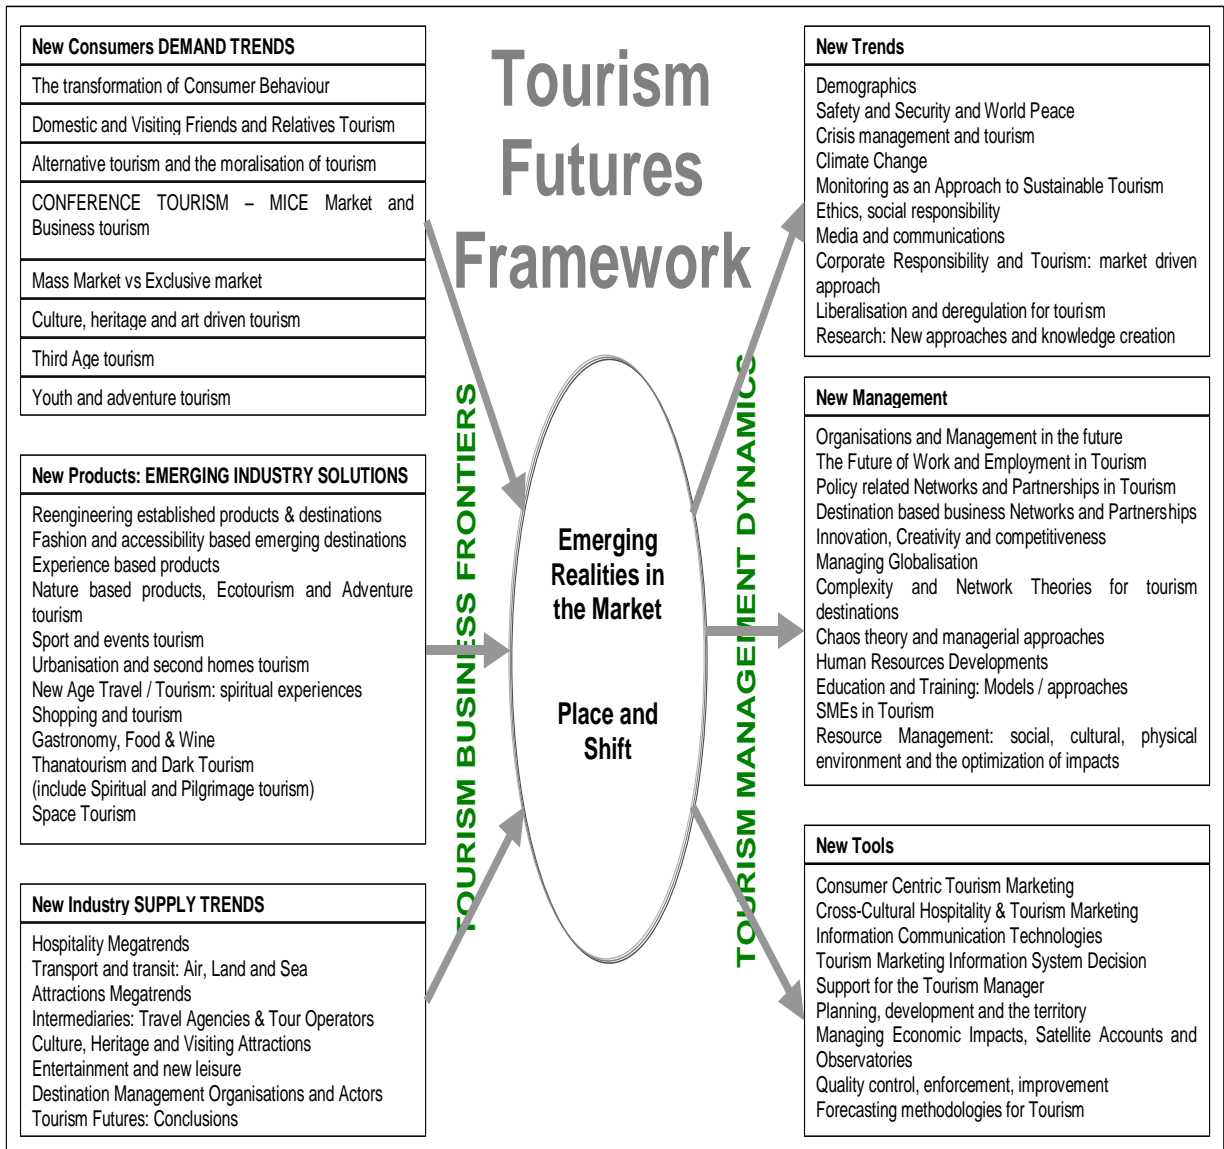 Tourism
Futures
Framework
New Consumers DEMAND TRENDS
The transformation of Consumer Behaviour
Domestic and Visiting Friends and Relatives Tourism
Alternative tourism and the moralisation of tourism
CONFERENCE TOURISM – MICE Market and
Business tourism
Mass Market vs Exclusive market
Culture, heritage and art driven tourism
Third Age tourism
Youth and adventure tourism
New Products: EMERGING INDUSTRY SOLUTIONS
Reengineering established products & destinations
Fashion and accessibility based emerging destinations
Experience based products
Nature based products, Ecotourism and Adventure
tourism
Sport and events tourism
Urbanisation and second homes tourism
New Age Travel / Tourism: spiritual experiences
Shopping and tourism
Gastronomy, Food & Wine
Thanatourism and Dark Tourism
(include Spiritual and Pilgrimage tourism)
Space Tourism
New Industry SUPPLY TRENDS
Hospitality Megatrends
Transport and transit: Air, Land and Sea
Attractions Megatrends
Intermediaries: Travel Agencies & Tour Operators
Culture, Heritage and Visiting Attractions
Entertainment and new leisure
Destination Management Organisations and Actors
Tourism Futures: Conclusions
TOURISM BUSINESS FRONTIERS
Emerging
Realities in
the Market
Place and
Shift
TOURISM MANAGEMENT DYNAMICS
New Trends
Demographics
Safety and Security and World Peace
Crisis management and tourism
Climate Change
Monitoring as an Approach to Sustainable Tourism
Ethics, social responsibility
Media and communications
Corporate Responsibility and Tourism: market driven
approach
Liberalisation and deregulation for tourism
Research: New approaches and knowledge creation
New Management
Organisations and Management in the future
The Future of Work and Employment in Tourism
Policy related Networks and Partnerships in Tourism
Destination based business Networks and Partnerships
Innovation, Creativity and competitiveness
Managing Globalisation
Complexity and Network Theories for tourism
destinations
Chaos theory and managerial approaches
Human Resources Developments
Education and Training: Models / approaches
SMEs in Tourism
Resource Management: social, cultural, physical
environment and the optimization of impacts
New Tools
Consumer Centric Tourism Marketing
Cross-Cultural Hospitality & Tourism Marketing
Information Communication Technologies
Tourism Marketing Information System Decision
Support for the Tourism Manager
Planning, development and the territory
Managing Economic Impacts, Satellite Accounts and
Observatories
Quality control, enforcement, improvement
Forecasting methodologies for Tourism